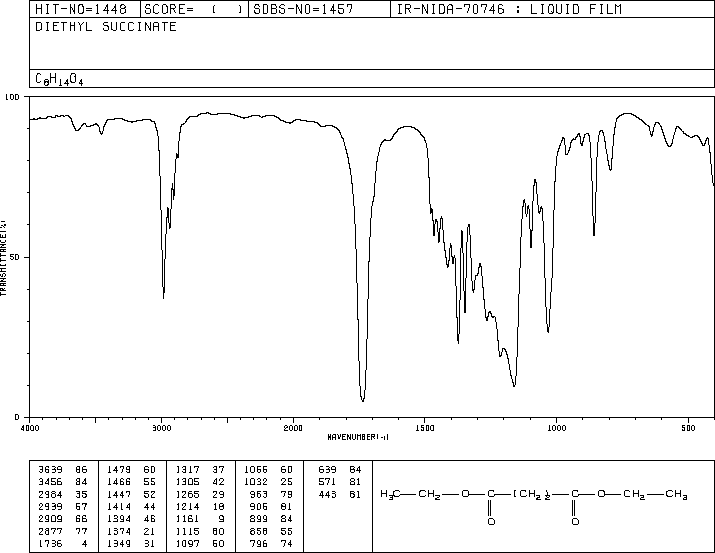 HIT-NO=1448 SCORE= ( ) SDBS-NO=1457 IR-NIDA-70746 : LIQUID FILM
DIETHYL SUCCINATE
C8H14O4
100
50
0
TRANSMITTANCE(%)
4000 3000 2000 1500 1000 500
WAVENUMBER(-1)
3639 86 1479 60 1317 37 1066 60 639 84
3456 84 1466 55 1305 42 1032 25 571 81
2984 35 1447 52 1265 29 963 79 443 81
2939 57 1414 44 1214 18 906 81
2909 66 1394 46 1161 9 899 84
2877 77 1374 21 1115 60 858 55
1736 4 1349 31 1097 50 796 74
H3C—CH2—O—C—(CH2)2—C—O—CH2—CH3
O O